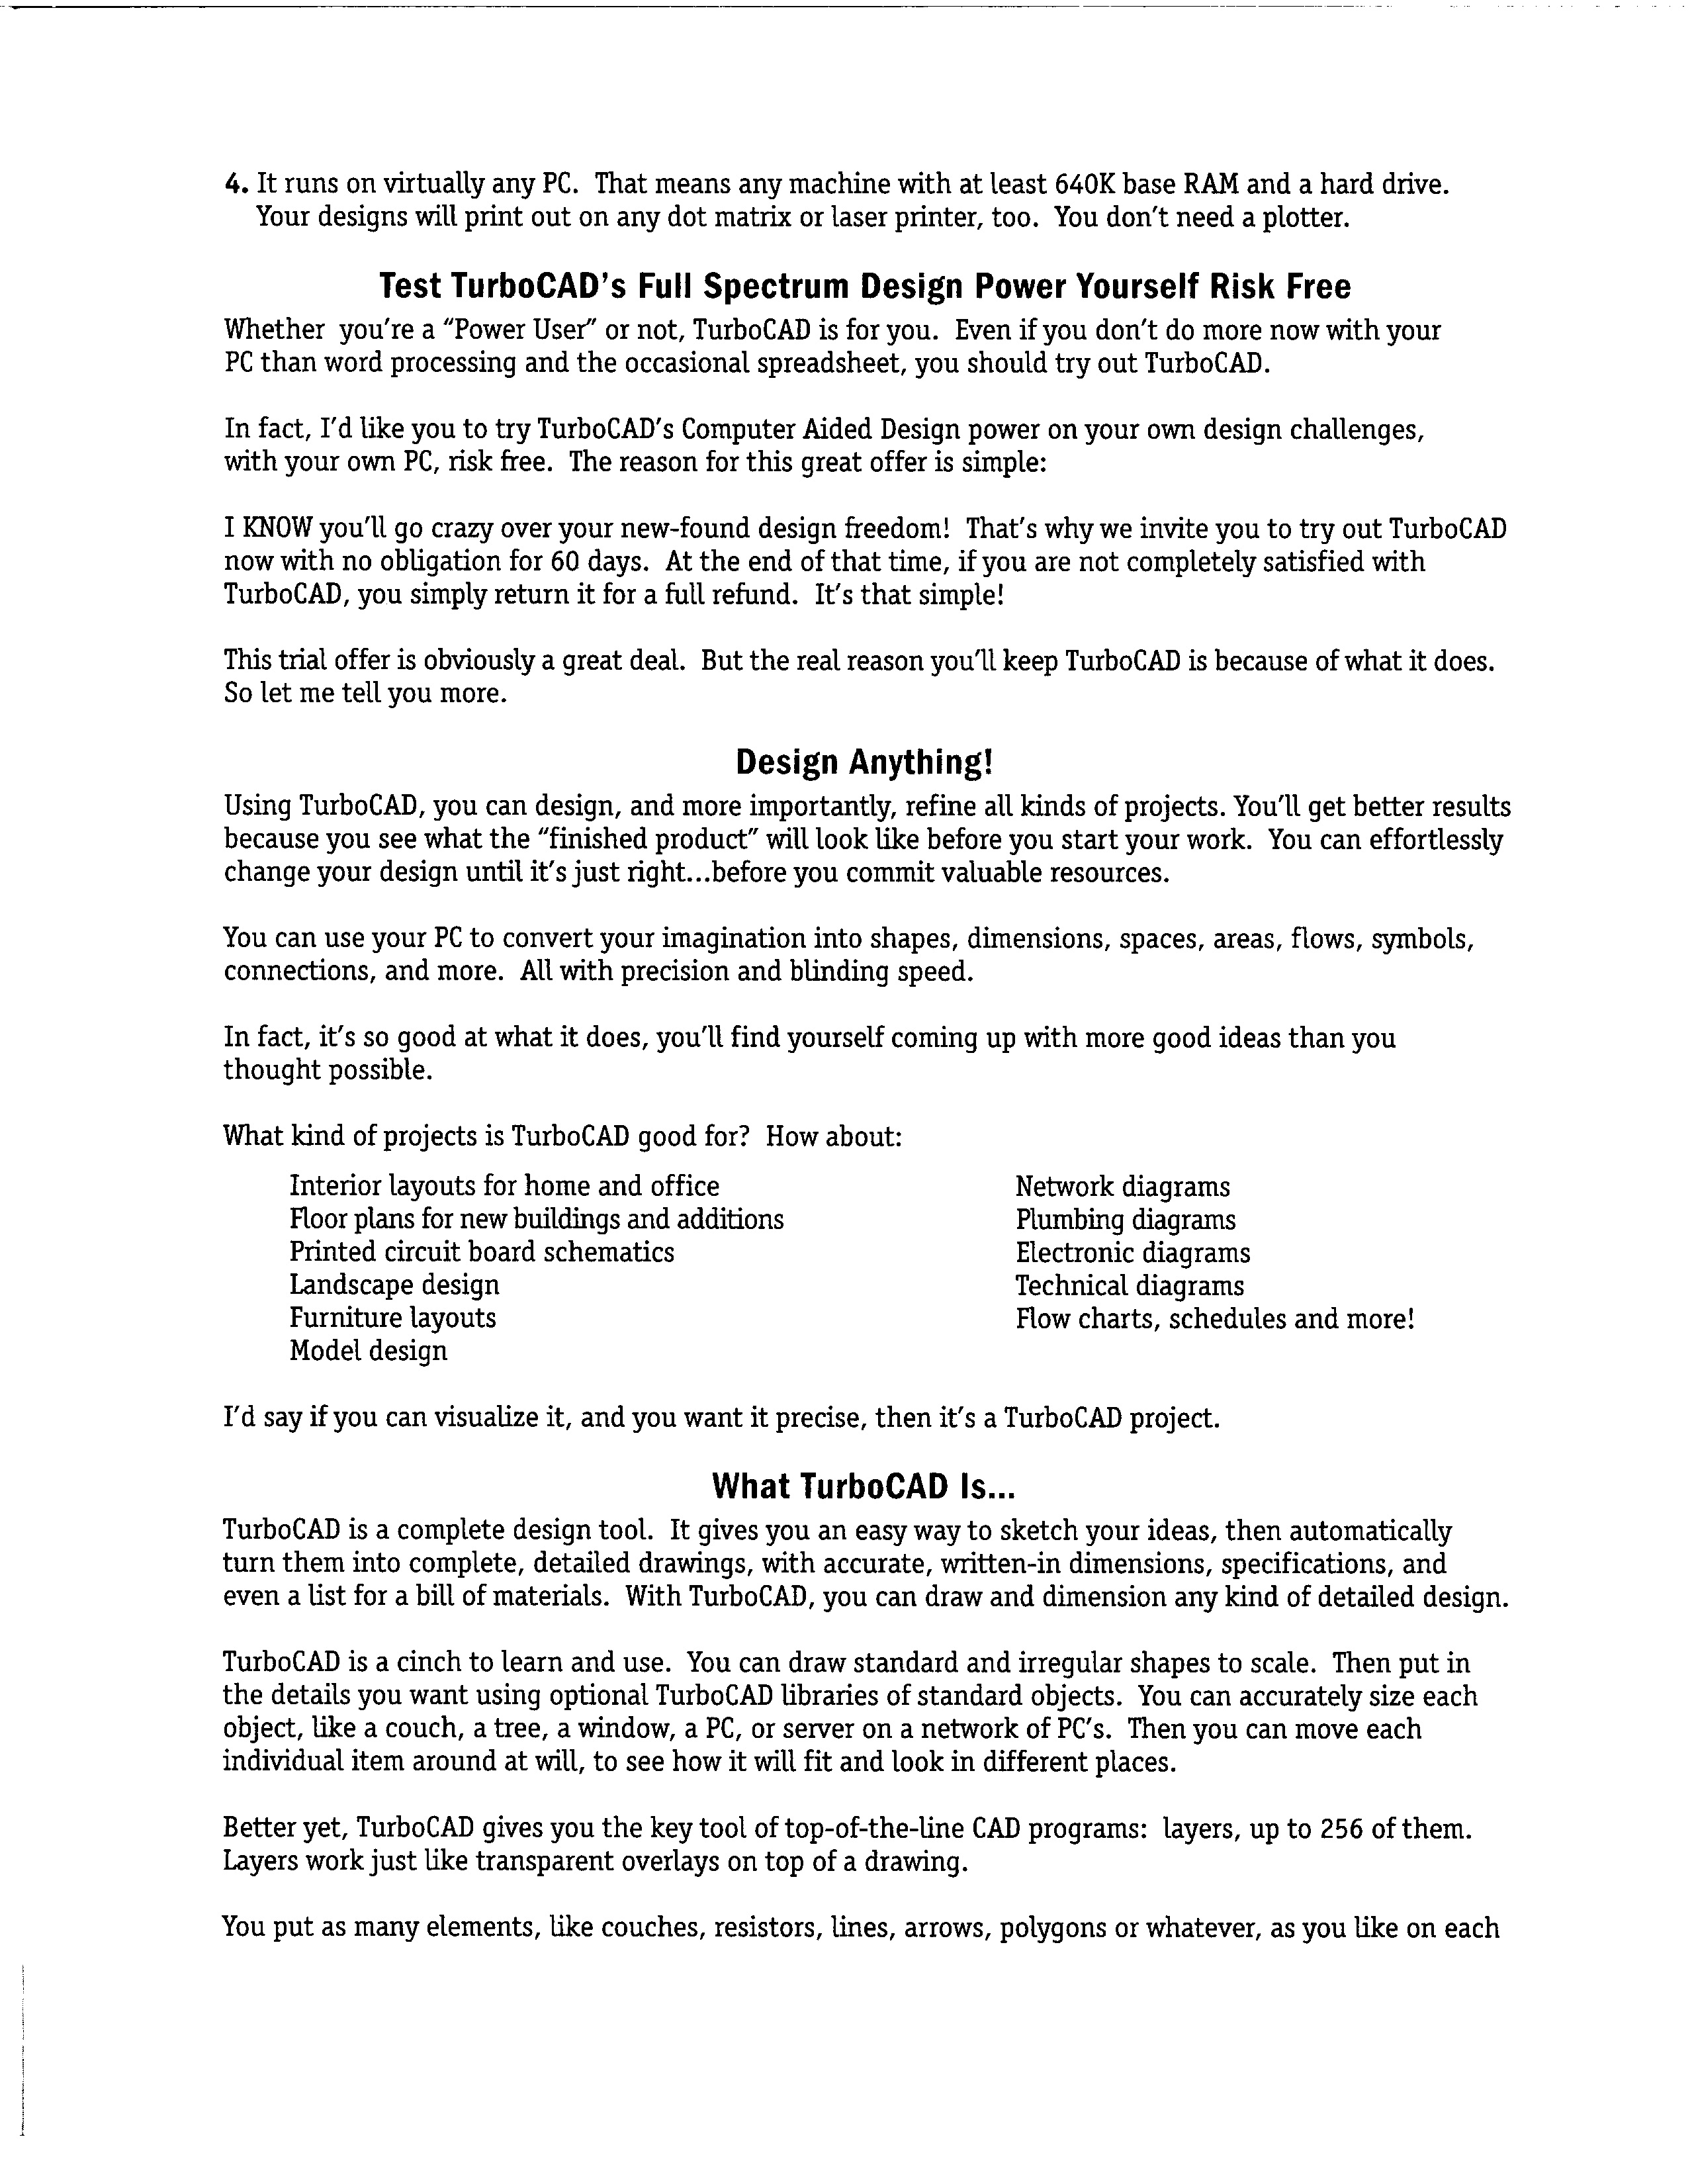 4. It runs on virtually any PC.  That means any machine with at least 640K base RAM and a hard drive.
Your designs will print out on any dot matrix or laser printer, too.  You don't need a plotter.
Test TurboCAD's Full Spectrum Design Power Yourself Risk Free
Whether  you're a "Power User" or not, TurboCAD is for you.  Even if you don't do more now with your
PC than word processing and the occasional spreadsheet, you should try out TurboCAD.
In fact, I'd like you to try TurboCAD's Computer Aided Design power on your own design challenges,
with your own PC, risk free.  The reason for this great offer is simple:
I KNOW you'll go crazy over your new-found design freedom!  That's why we invite you to try out TurboCAD
now with no obligation for 60 days.  At the end of that time, if you are not completely satisfied with
TurboCAD, you simply return it for a full refund.  It's that simple!
This trial offer is obviously a great deal.  But the real reason you'll keep TurboCAD is because of what it does.
So let me tell you more.
Design Anything!
Using TurboCAD, you can design, and more importantly, refine all kinds of projects. You'll get better results
because you see what the "finished product" will look like before you start your work.  You can effortlessly
change your design until it's just right...before you commit valuable resources.
You can use your PC to convert your imagination into shapes, dimensions, spaces, areas, flows, symbols,
connections, and more.  All with precision and blinding speed.
In fact, it's so good at what it does, you'll find yourself coming up with more good ideas than you
thought possible.
What kind of projects is TurboCAD good for?  How about:
Interior layouts for home and office
Floor plans for new buildings and additions
Printed circuit board schematics
Landscape design
Furniture layouts
Model design
Network diagrams
Plumbing diagrams
Electronic diagrams
Technical diagrams
Flow charts, schedules and more!
I'd say if you can visualize it, and you want it precise, then it's a TurboCAD project.
What TurboCAD Is...
TurboCAD is a complete design tool.  It gives you an easy way to sketch your ideas, then automatically
turn them into complete, detailed drawings, with accurate, written-in dimensions, specifications, and
even a list for a bill of materials.  With TurboCAD, you can draw and dimension any kind of detailed design.
TurboCAD is a cinch to learn and use.  You can draw standard and irregular shapes to scale.  Then put in
the details you want using optional TurboCAD libraries of standard objects.  You can accurately size each
object, like a couch, a tree, a window, a PC, or server on a network of PC's.  Then you can move each
individual item around at will, to see how it will fit and look in different places.
Better yet, TurboCAD gives you the key tool of top-of-the-line CAD programs:  layers, up to 256 of them.
Layers work just like transparent overlays on top of a drawing.
You put as many elements, like couches, resistors, lines, arrows, polygons or whatever, as you like on each